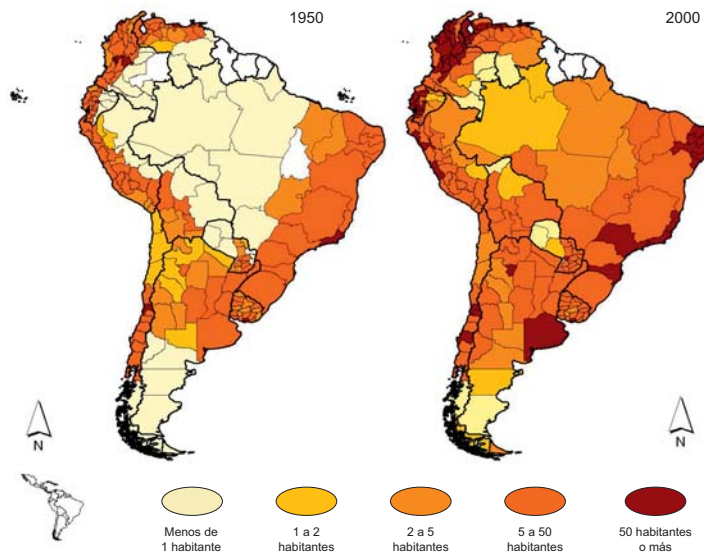 1950
2000
N
N
Menos de
1 habitante
1 a 2
habitantes
2 a 5
habitantes
5 a 50
habitantes
50 habitantes
o más